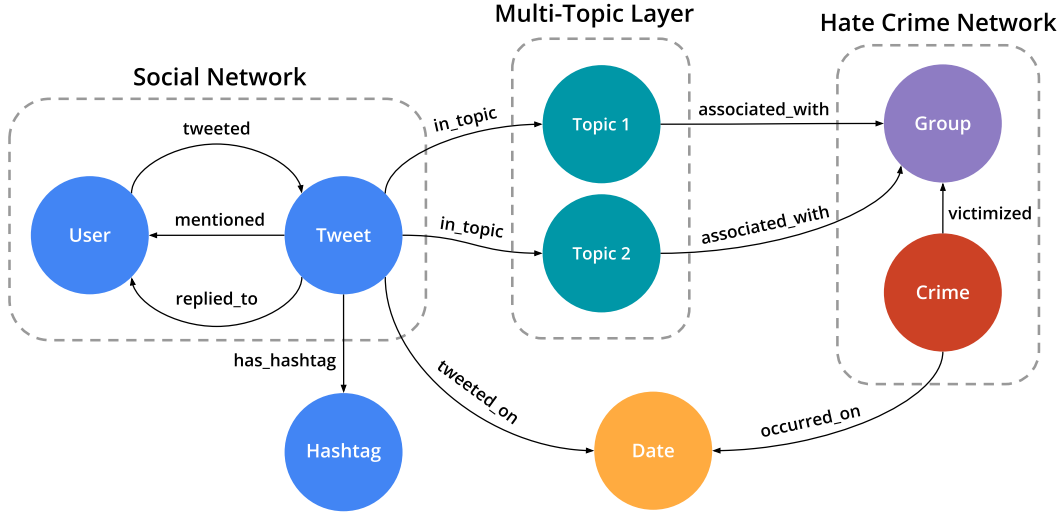 Multi-Topic Layer
Hate Crime Network
Social Network
tweeted
in_topic
Topic 1
associated_with
Group
User
mentioned
Tweet
in_topic
Topic 2
associated_with
victimized
replied_to
Crime
has_hashtag
tweeted_on
occurred_on
Hashtag
Date